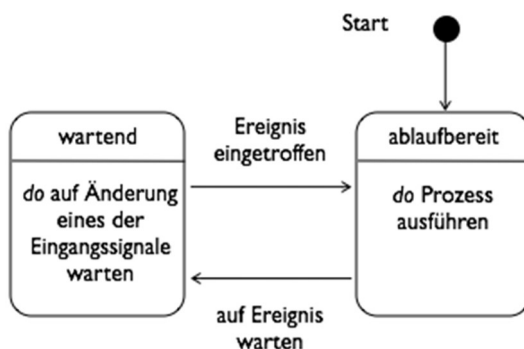 Start
wartend
do auf Änderung
eines der
Eingangssignale
warten
Ereignis
eingetroffen
auf Ereignis
warten
ablaufbereit
do Prozess
ausführen